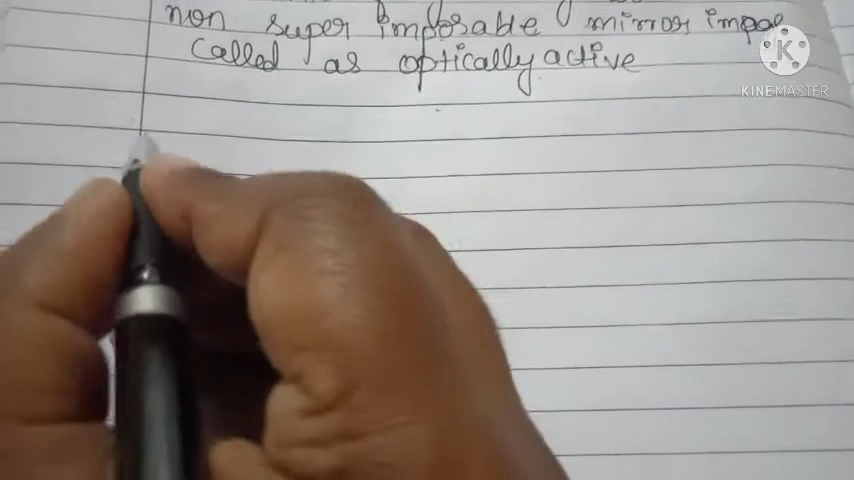 non super imposable mirror image
called as optically active
KINEMASTER